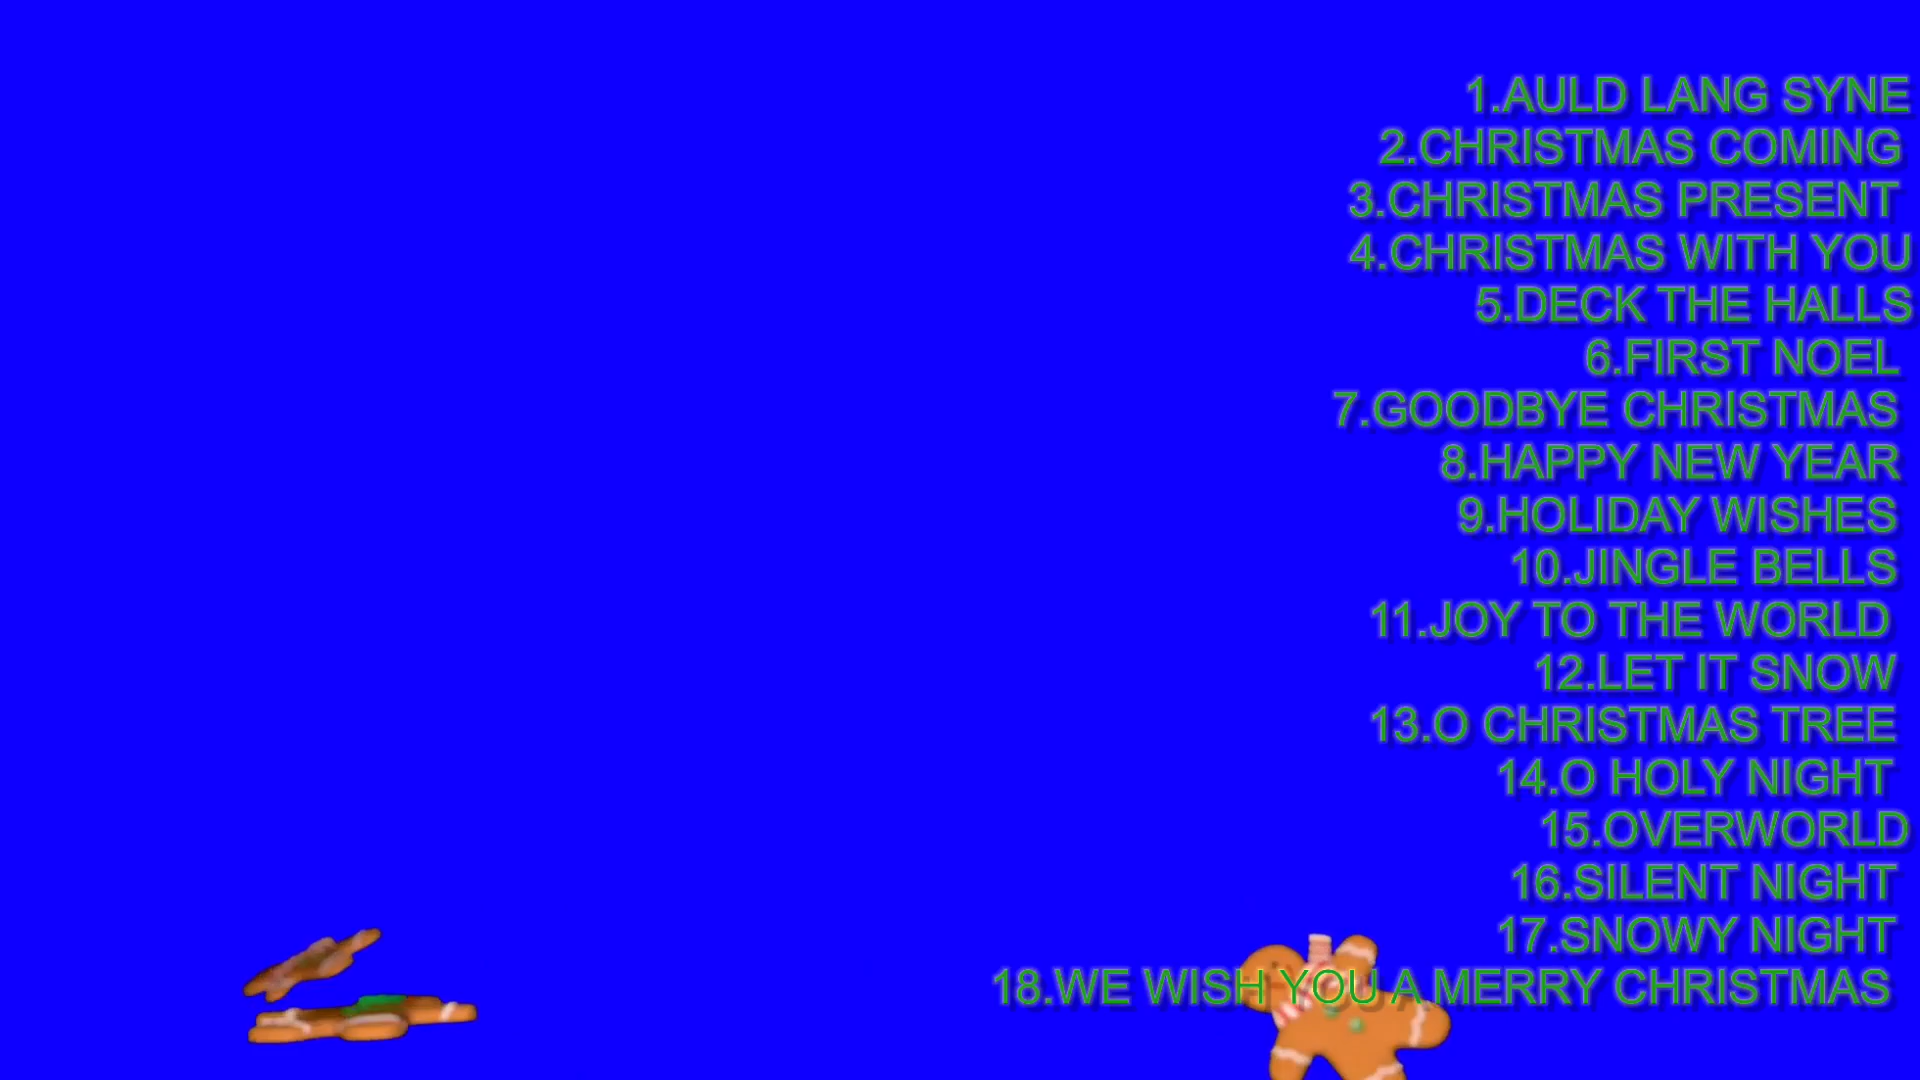 1.AULD LANG SYNE
2.CHRISTMAS COMING
3.CHRISTMAS PRESENT
4.CHRISTMAS WITH YOU
5.DECK THE HALLS
6.FIRST NOEL
7.GOODBYE CHRISTMAS
8.HAPPY NEW YEAR
9.HOLIDAY WISHES
10.JINGLE BELLS
11.JOY TO THE WORLD
12.LET IT SNOW
13.O CHRISTMAS TREE
14.O HOLY NIGHT
15.OVERWORLD
16.SILENT NIGHT
17.SNOWY NIGHT
18.WE WISH YOU A MERRY CHRISTMAS